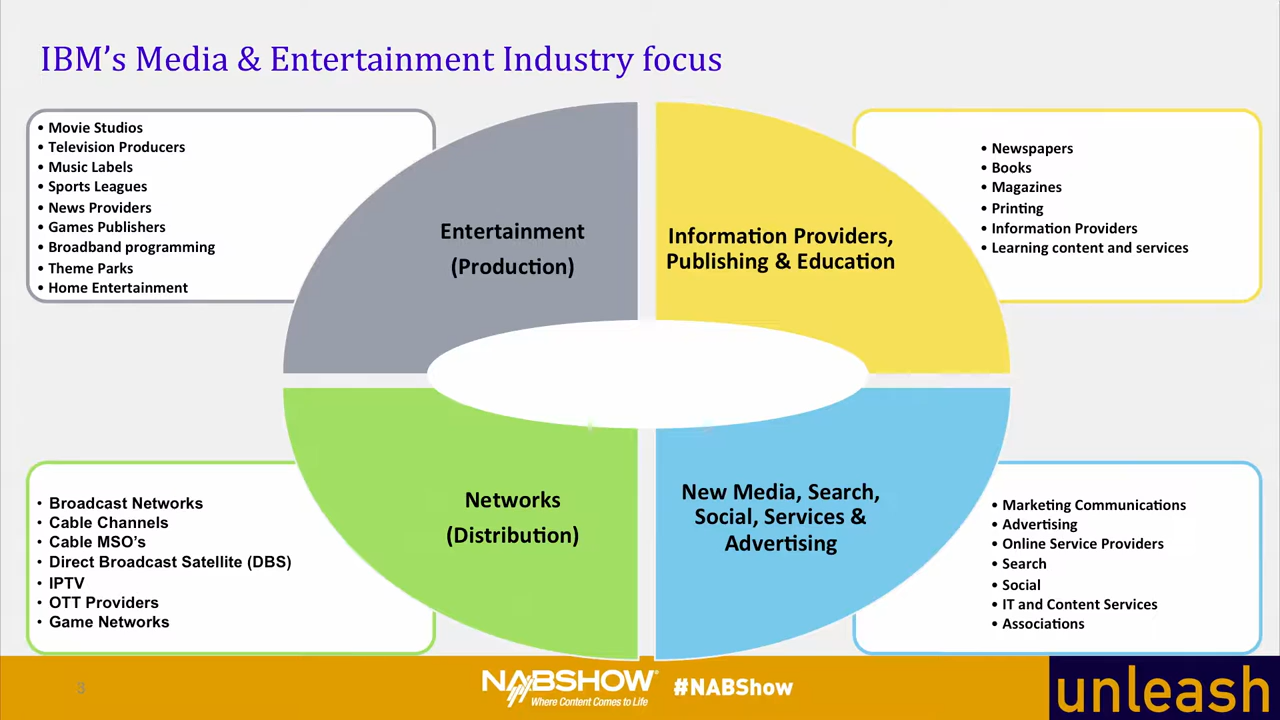 IBM’s Media & Entertainment Industry focus
• Movie Studios
• Television Producers
• Music Labels
• Sports Leagues
• News Providers
• Games Publishers
• Broadband programming
• Theme Parks
• Home Entertainment
Entertainment
(Production)
Information Providers,
Publishing & Education
• Newspapers
• Books
• Magazines
• Printing
• Information Providers
• Learning content and services
• Broadcast Networks
• Cable Channels
• Cable MSO’s
• Direct Broadcast Satellite (DBS)
• IPTV
• OTT Providers
• Game Networks
Networks
(Distribution)
New Media, Search,
Social, Services &
Advertising
• Marketing Communications
• Advertising
• Online Service Providers
• Search
• Social
• IT and Content Services
• Associations
3
NABSHOW®
Where Content Comes to Life
#NABShow
unleash